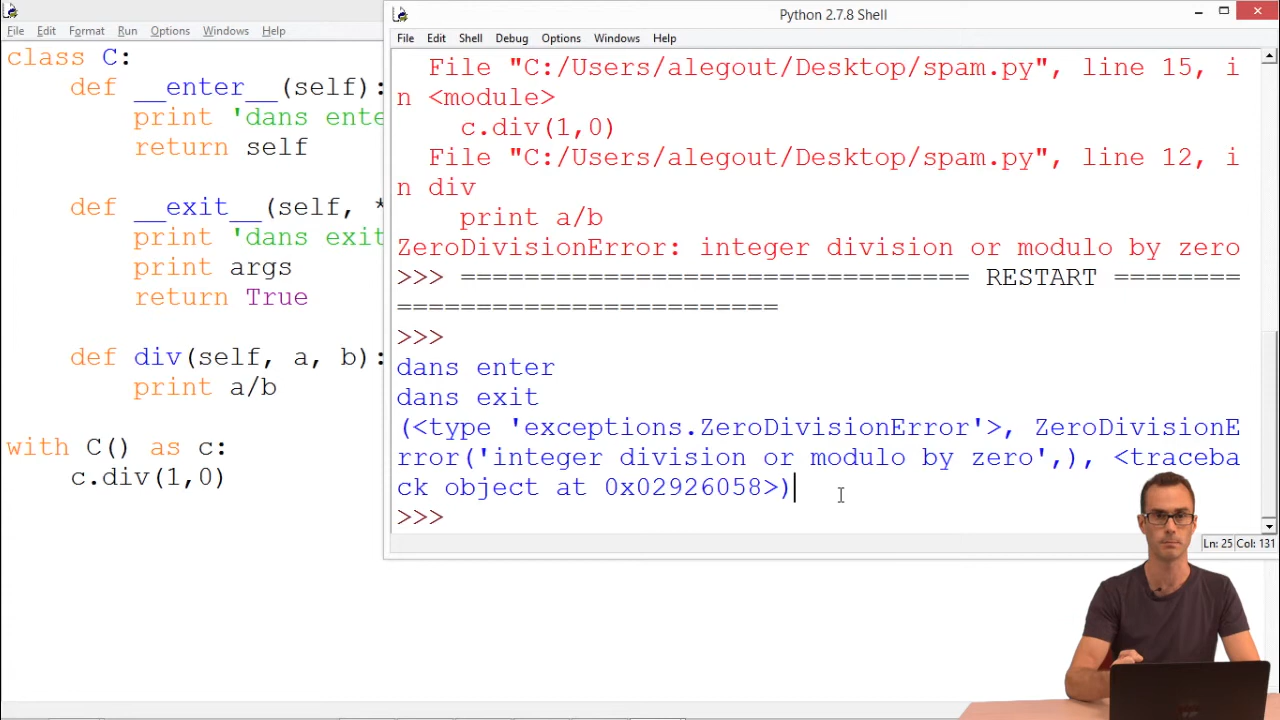 File Edit Format Run Options Windows Help
class C:
    def __enter__(self):
        print 'dans ente
        return self
    def __exit__(self, *
        print 'dans exit
        print args
        return True
    def div(self, a, b):
        print a/b
with C() as c:
    c.div(1,0)
Python 2.7.8 Shell
File Edit Shell Debug Options Windows Help
  File "C:/Users/alegout/Desktop/spam.py", line 15, i
n <module>
    c.div(1,0)
  File "C:/Users/alegout/Desktop/spam.py", line 12, i
n div
    print a/b
ZeroDivisionError: integer division or modulo by zero
>>> ================================ RESTART ========
========================
>>>
dans enter
dans exit
(<type 'exceptions.ZeroDivisionError'>, ZeroDivisionE
rror('integer division or modulo by zero',), <traceba
ck object at 0x02926058>)
>>>
Ln: 25 Col: 131